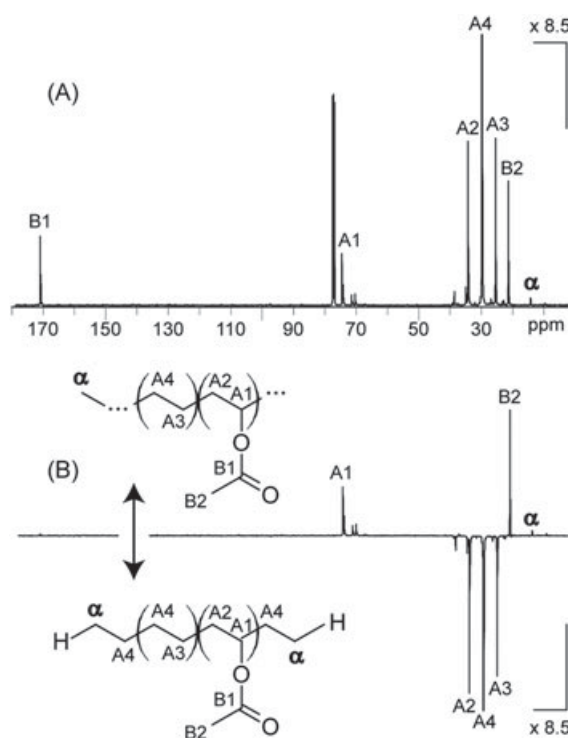 A4
x 8.5
(A)
A2
A3
B2
B1
A1
α
170 150 130 110 90 70 50 30 ppm
α
A4 A2
A1
... ...
A3
O
B1
B2 O
(B)
B2
A1
α
α
A4 A2 A4
H A1 H
A4 A3 α
O
B1
B2 O
A2
A4
A3
x 8.5